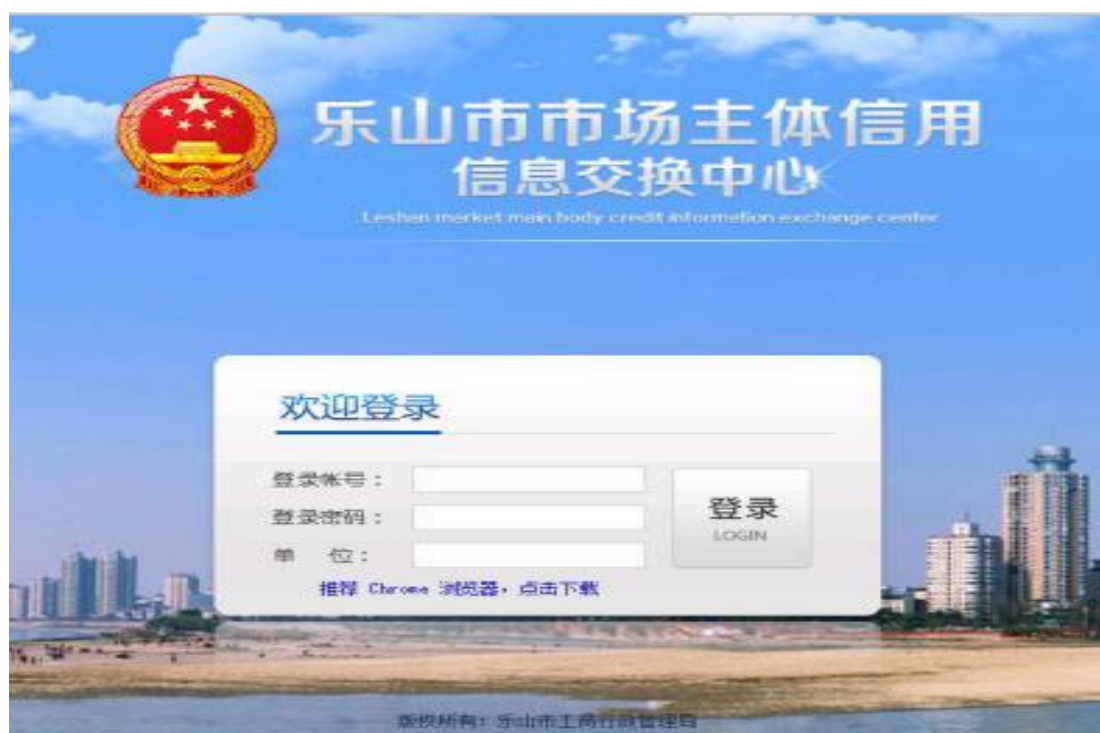 乐山市市场主体信用
信息交换中心
Leshan market main body credit information exchange center
欢迎登录
登录帐号：
登录密码：
单 位：
登录
LOGIN
推荐 Chrome 浏览器，点击下载
版权所有：乐山市工商行政管理局